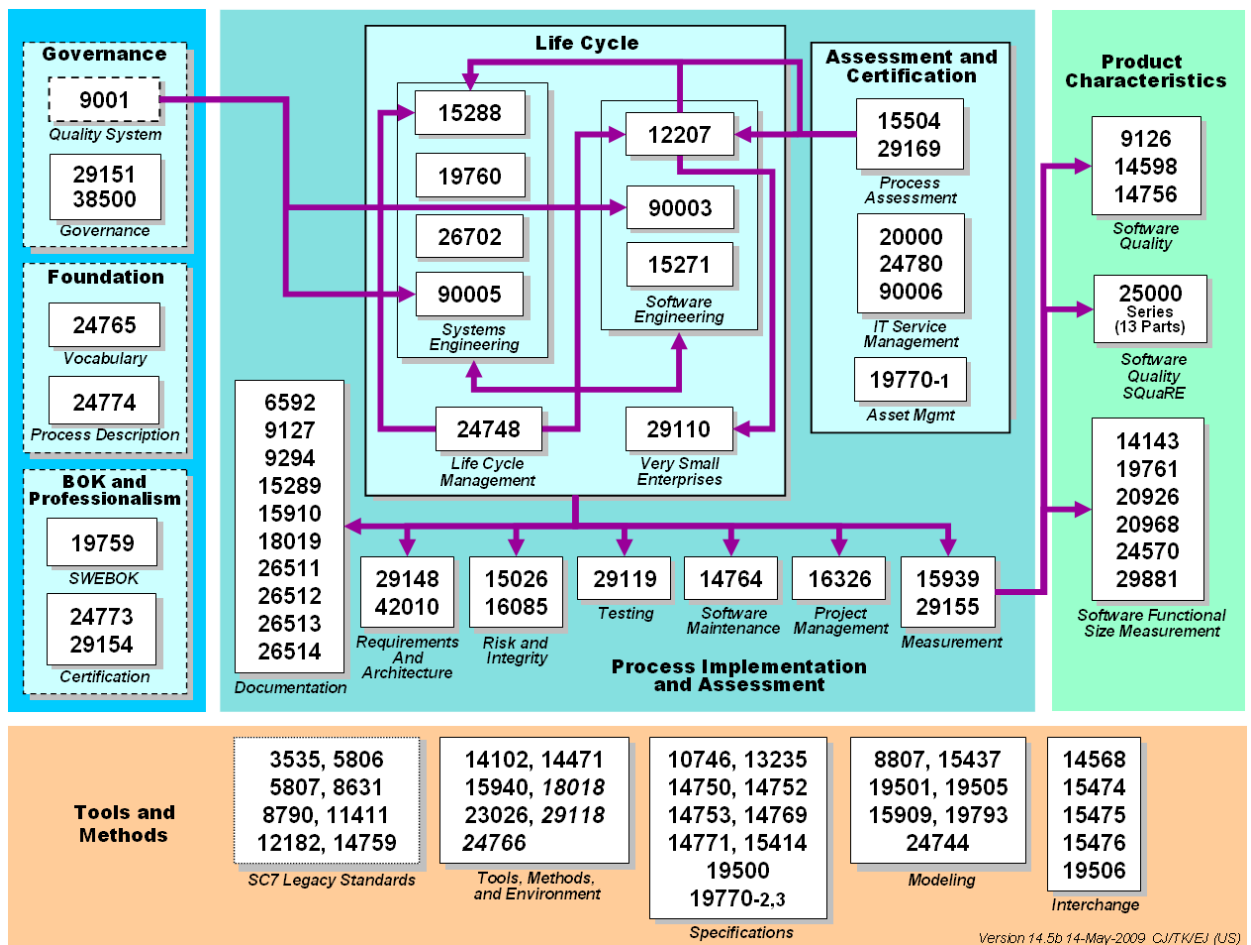 Governance
9001
Quality System
29151
38500
Governance
Foundation
24765
Vocabulary
24774
Process Description
BOK and
Professionalism
19759
SWEBOK
24773
29154
Certification
Life Cycle
15288
19760
26702
90005
Systems
Engineering
12207
90003
15271
Software
Engineering
24748
Life Cycle
Management
29110
Very Small
Enterprises
Assessment and
Certification
15504
29169
Process
Assessment
20000
24780
90006
IT Service
Management
19770-1
Asset Mgmt
6592
9127
9294
15289
15910
18019
26511
26512
26513
26514
Documentation
29148
42010
Requirements
And
Architecture
15026
16085
Risk and
Integrity
29119
Testing
14764
Software
Maintenance
16326
Project
Management
15939
29155
Measurement
Process Implementation
and Assessment
Product
Characteristics
9126
14598
14756
Software
Quality
25000
Series
(13 Parts)
Software
Quality
SQuaRE
14143
19761
20926
20968
24570
29881
Software Functional
Size Measurement
Tools and
Methods
3535, 5806
5807, 8631
8790, 11411
12182, 14759
SC7 Legacy Standards
14102, 14471
15940, 18018
23026, 29118
24766
Tools, Methods,
and Environment
10746, 13235
14750, 14752
14753, 14769
14771, 15414
19500
19770-2,3
Specifications
8807, 15437
19501, 19505
15909, 19793
24744
Modeling
14568
15474
15475
15476
19506
Interchange
Version 14.5b 14-May-2009 CJ/TK/EJ (US)